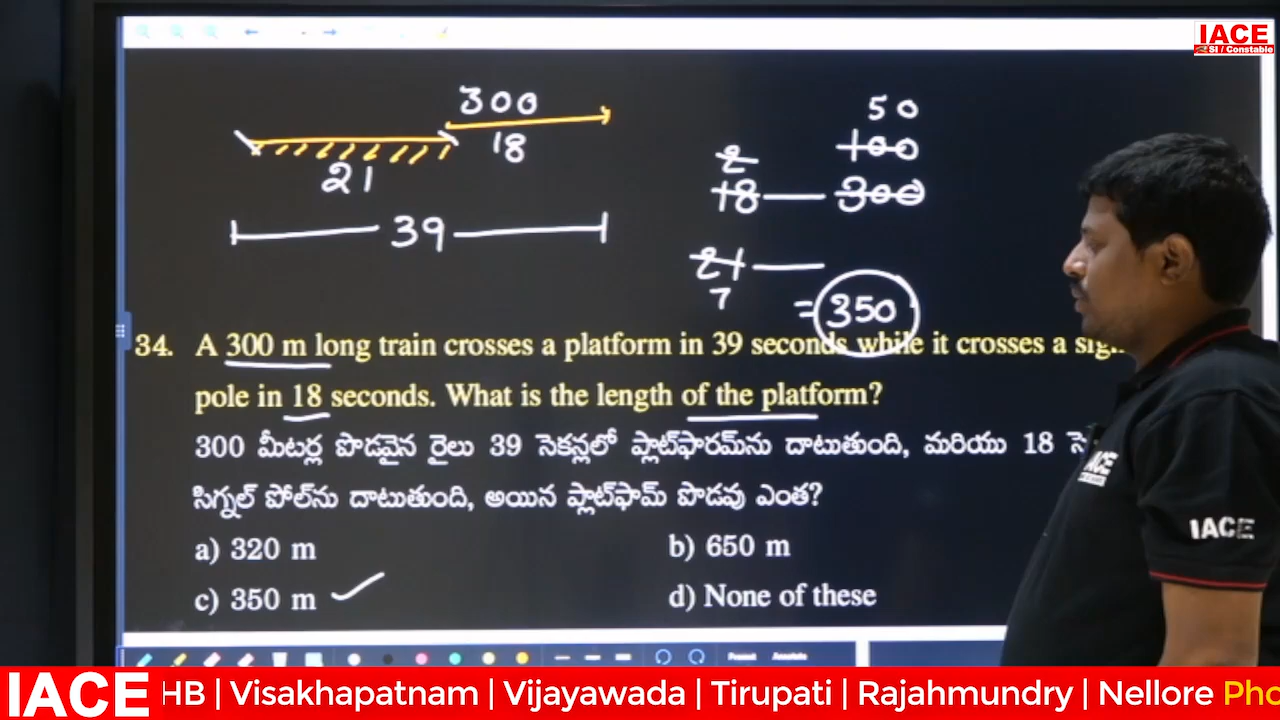 IACE
SI / Constable
300
18
21
39
50
100
2
18 — 300
21 —
7
= 350
34. A 300 m long train crosses a platform in 39 seconds while it crosses a
pole in 18 seconds. What is the length of the platform?
300 మీటర్ల పొడవైన రైలు 39 సెకన్లలో ప్లాట్‌ఫారమ్‌ను దాటుతుంది, మరియు 18
సిగ్నల్ పోల్‌ను దాటుతుంది, అయిన ప్లాట్‌ఫామ్ పొడవు ఎంత?
a) 320 m b) 650 m
c) 350 m ✓ d) None of these
IACE
IACE
IACE HB | Visakhapatnam | Vijayawada | Tirupati | Rajahmundry | Nellore Pho